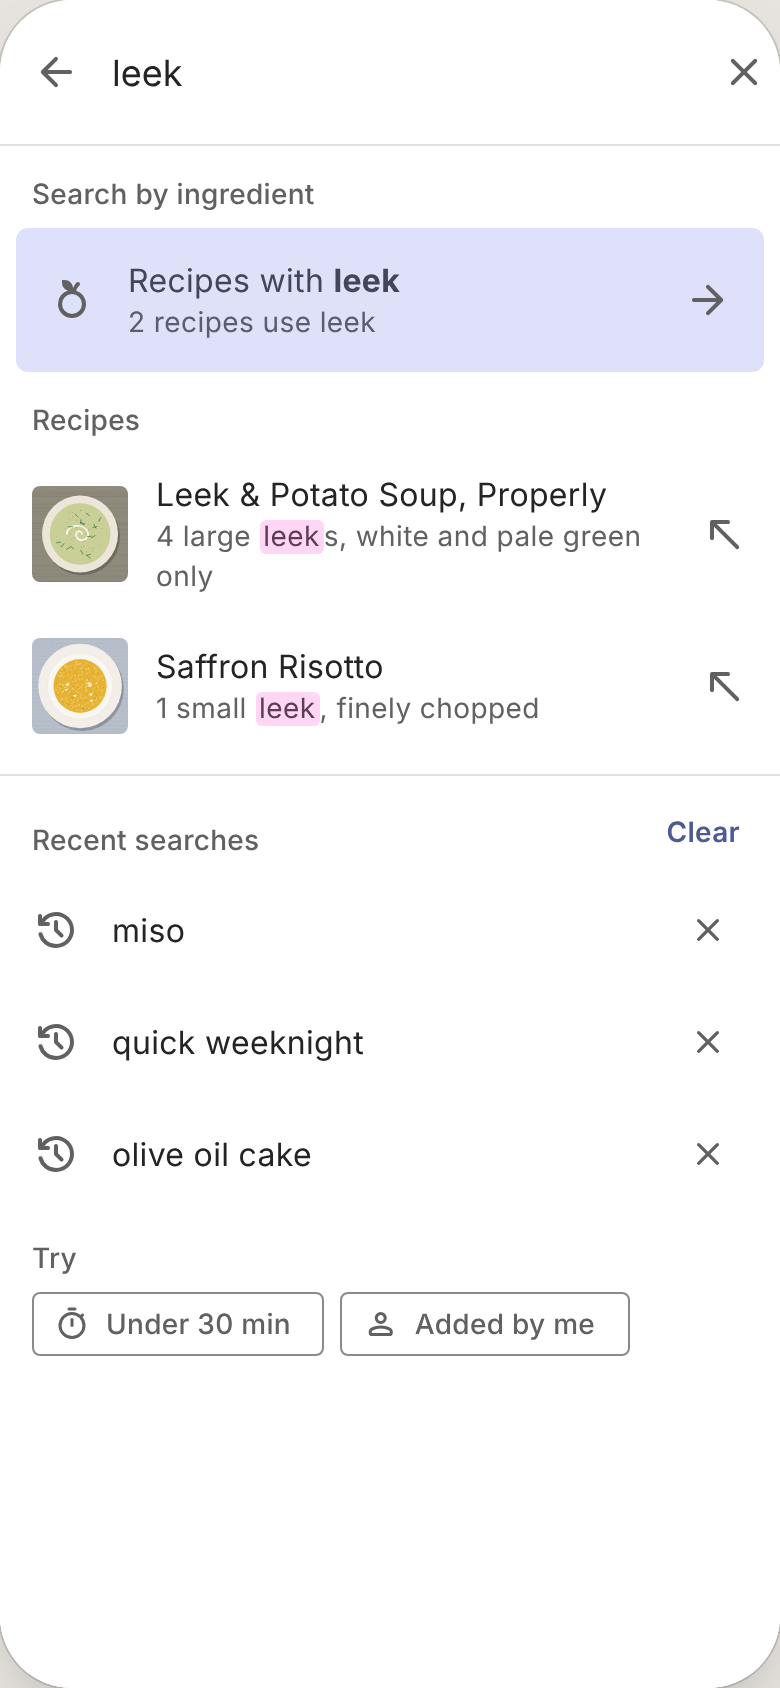 leek
Search by ingredient
Recipes with leek
2 recipes use leek
Recipes
Leek & Potato Soup, Properly
4 large leeks, white and pale green
only
Saffron Risotto
1 small leek, finely chopped
Recent searches
Clear
miso
quick weeknight
olive oil cake
Try
Under 30 min
Added by me